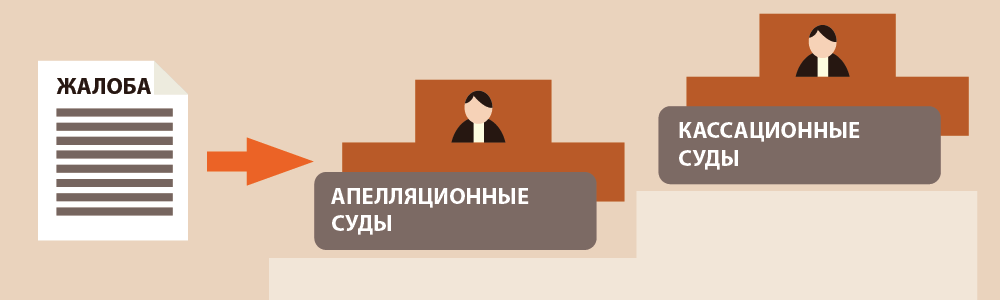 ЖАЛОБА
АПЕЛЛЯЦИОННЫЕ
СУДЫ
КАССАЦИОННЫЕ
СУДЫ